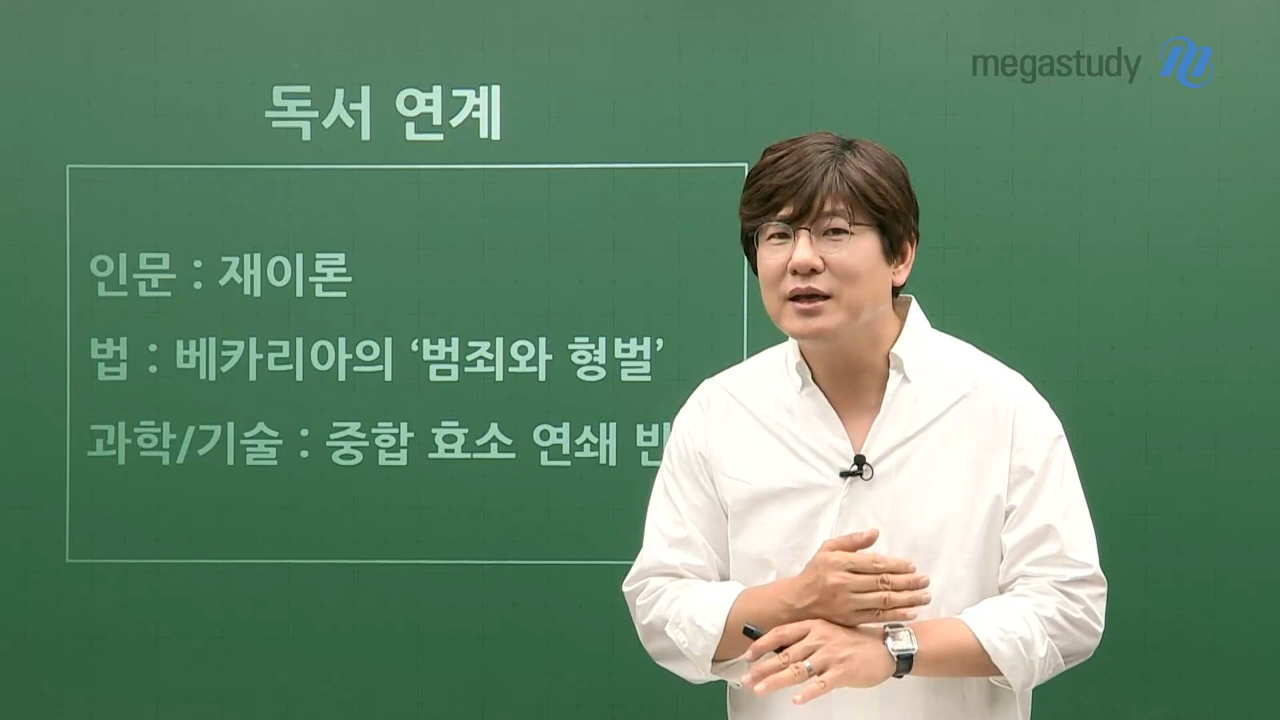 megastudy
독서 연계
인문 : 재이론
법 : 베카리아의 ‘범죄와 형벌’
과학/기술 : 중합 효소 연쇄